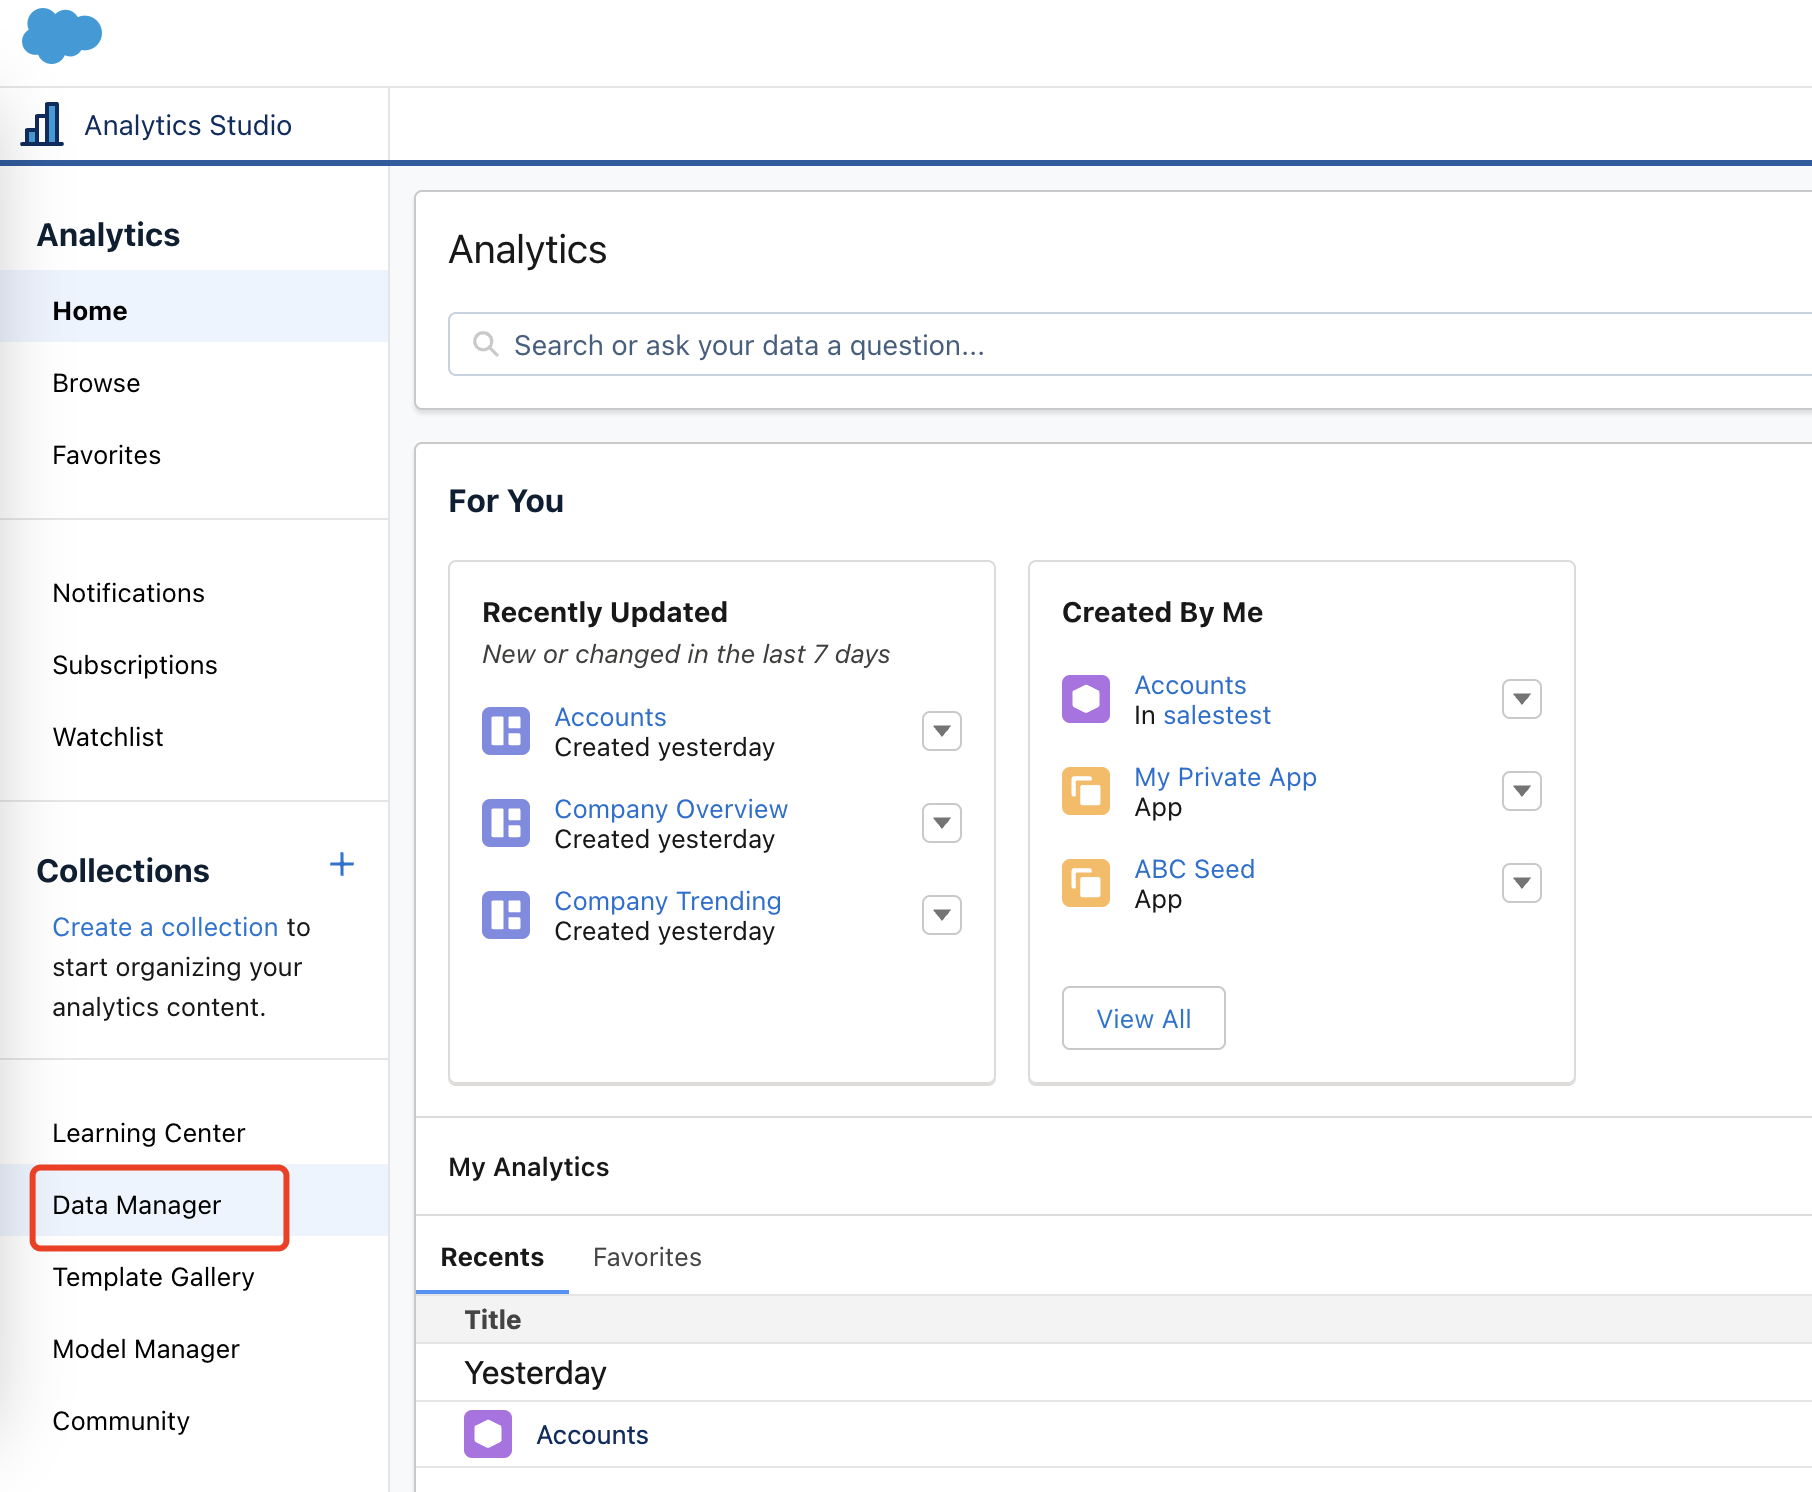 Analytics Studio
Analytics
Home
Browse
Favorites
Notifications
Subscriptions
Watchlist
Collections
Create a collection to
start organizing your
analytics content.
Learning Center
Data Manager
Template Gallery
Model Manager
Community
Analytics
Search or ask your data a question...
For You
Recently Updated
New or changed in the last 7 days
Accounts
Created yesterday
Company Overview
Created yesterday
Company Trending
Created yesterday
Created By Me
Accounts
In salestest
My Private App
App
ABC Seed
App
View All
My Analytics
Recents
Favorites
Title
Yesterday
Accounts